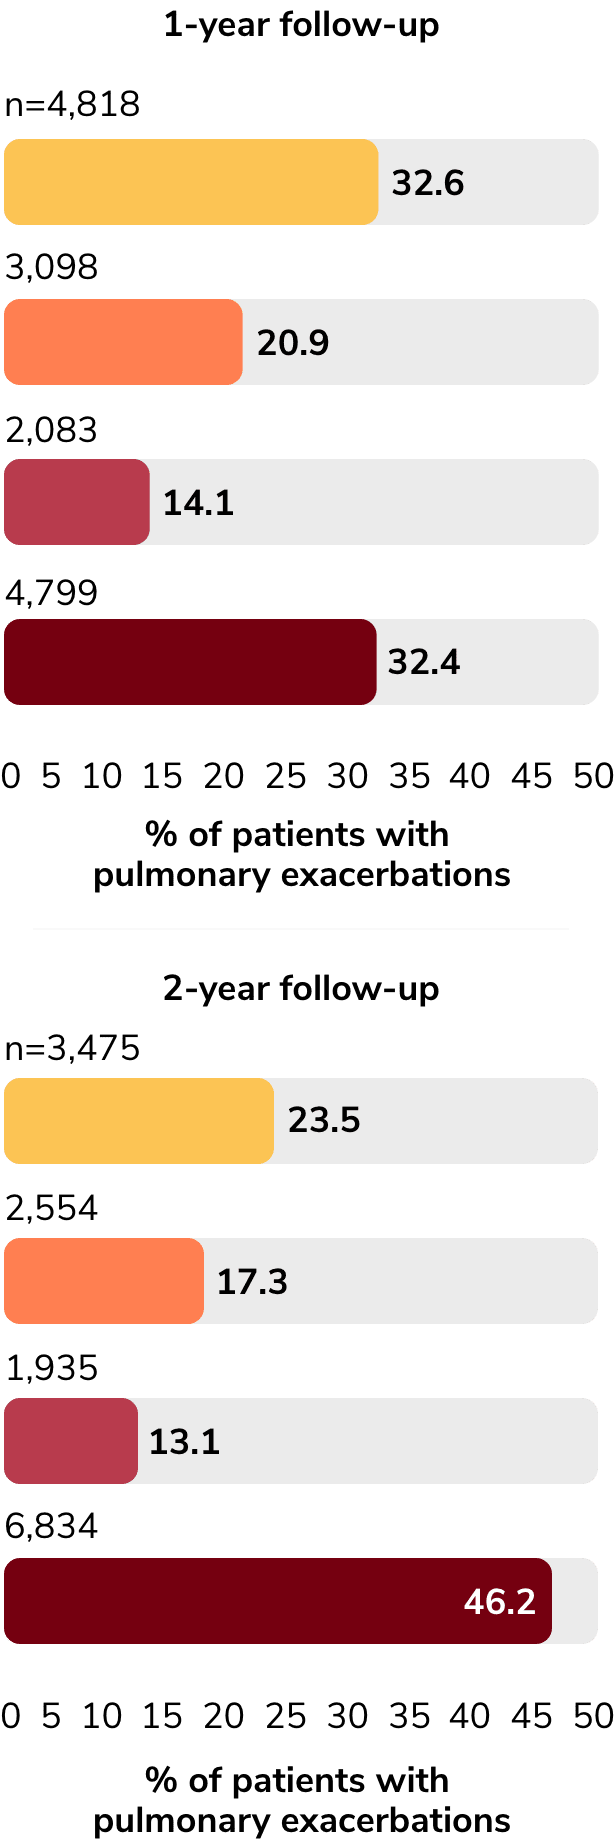 1-year follow-up
n=4,818
32.6
3,098
20.9
2,083
14.1
4,799
32.4
0 5 10 15 20 25 30 35 40 45 50
% of patients with
pulmonary exacerbations
2-year follow-up
n=3,475
23.5
2,554
17.3
1,935
13.1
6,834
46.2
0 5 10 15 20 25 30 35 40 45 50
% of patients with
pulmonary exacerbations